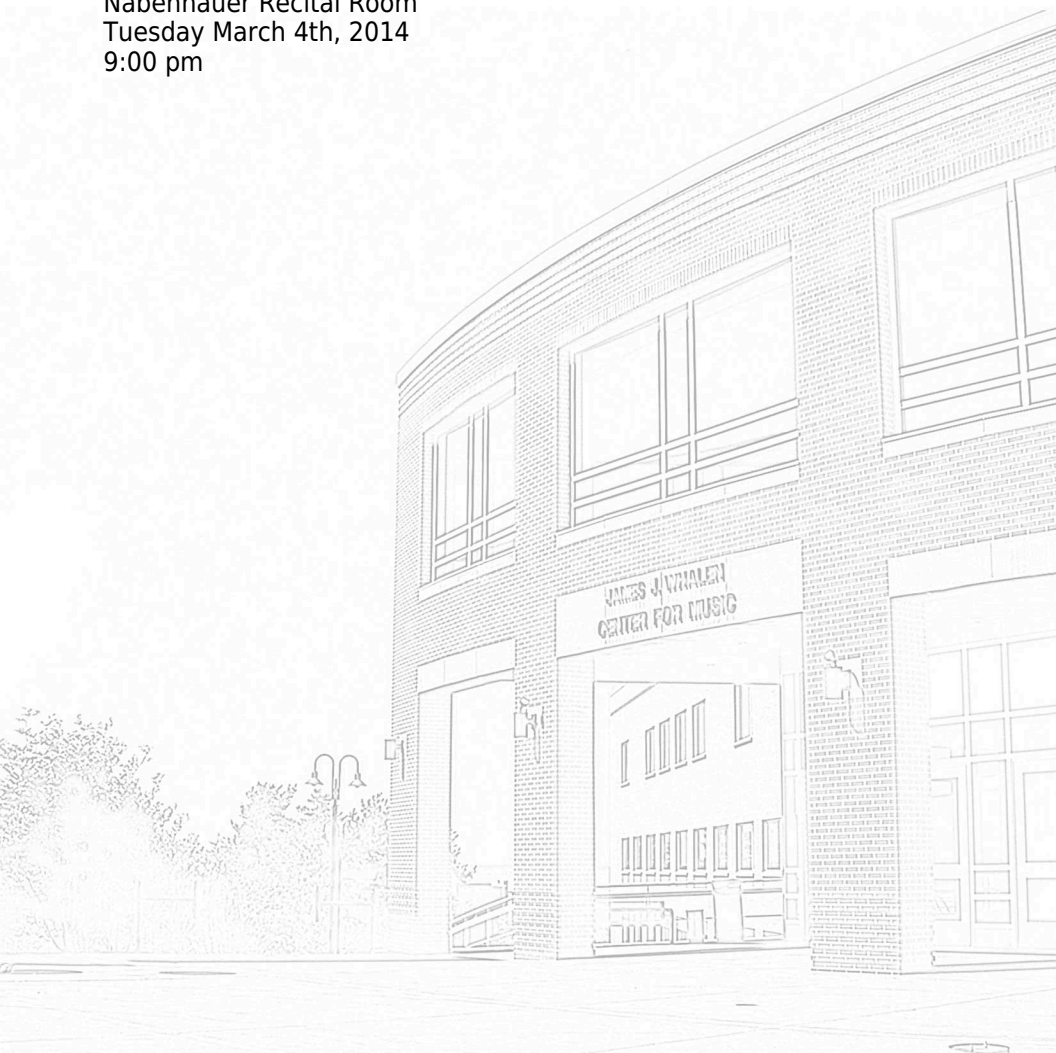 Nabenhauer Recital Room
Tuesday March 4th, 2014
9:00 pm
JAMES J. WHALEN
CENTER FOR MUSIC